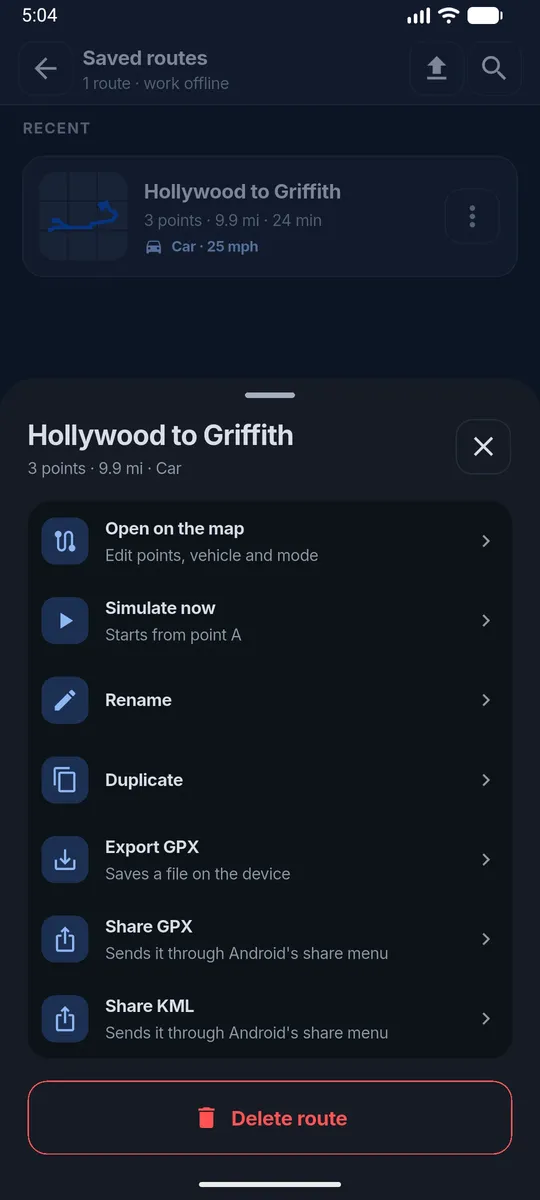 5:04
Saved routes
1 route · work offline
RECENT
Hollywood to Griffith
3 points · 9.9 mi · 24 min
Car · 25 mph
Hollywood to Griffith
3 points · 9.9 mi · Car
Open on the map
Edit points, vehicle and mode
Simulate now
Starts from point A
Rename
Duplicate
Export GPX
Saves a file on the device
Share GPX
Sends it through Android's share menu
Share KML
Sends it through Android's share menu
Delete route